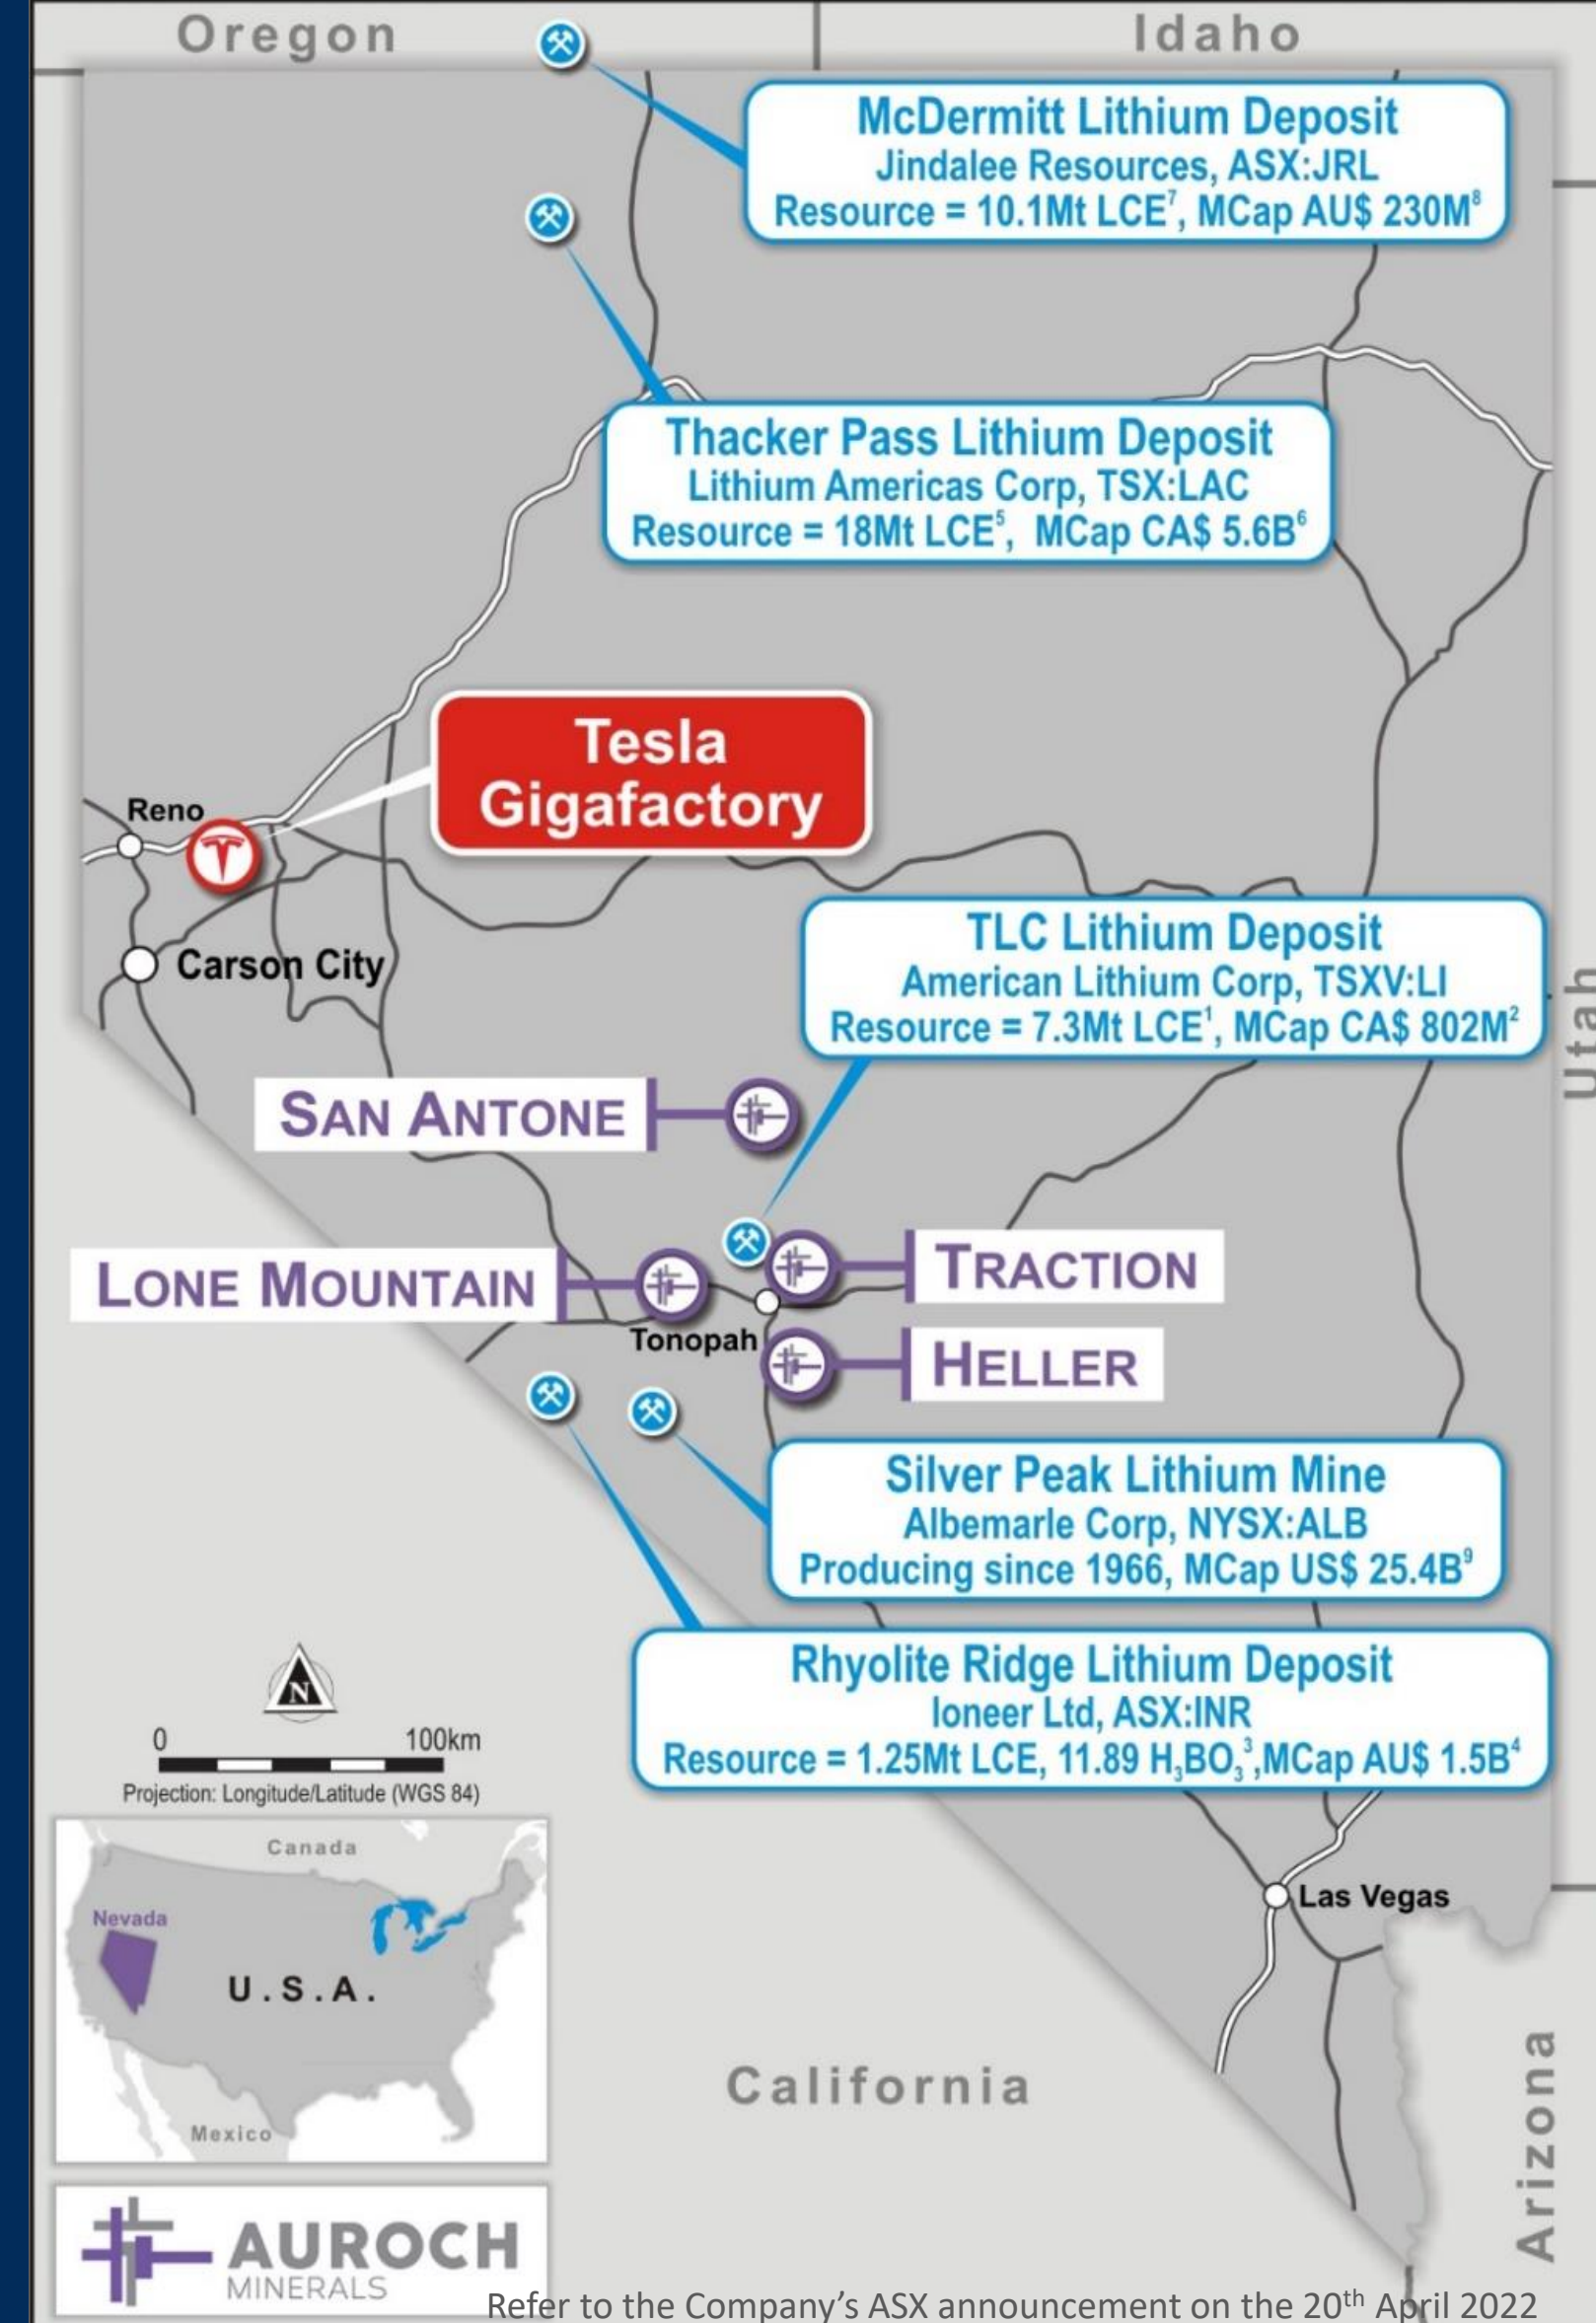 Oregon
Idaho
McDermitt Lithium Deposit
Jindalee Resources, ASX:JRL
Resource = 10.1Mt LCE⁷, MCap AU$ 230M⁸
Thacker Pass Lithium Deposit
Lithium Americas Corp, TSX:LAC
Resource = 18Mt LCE⁵, MCap CA$ 5.6B⁶
Tesla
Gigafactory
Reno
Carson City
TLC Lithium Deposit
American Lithium Corp, TSXV:LI
Resource = 7.3Mt LCE¹, MCap CA$ 802M²
Utah
SAN ANTONE
LONE MOUNTAIN
TRACTION
Tonopah
HELLER
Silver Peak Lithium Mine
Albemarle Corp, NYSX:ALB
Producing since 1966, MCap US$ 25.4B⁹
Rhyolite Ridge Lithium Deposit
Ioneer Ltd, ASX:INR
Resource = 1.25Mt LCE, 11.89 H₃BO₃³,MCap AU$ 1.5B⁴
N
0 100km
Projection: Longitude/Latitude (WGS 84)
Canada
Nevada
U.S.A.
Mexico
Las Vegas
California
Arizona
AUROCH
MINERALS
Refer to the Company’s ASX announcement on the 20th April 2022